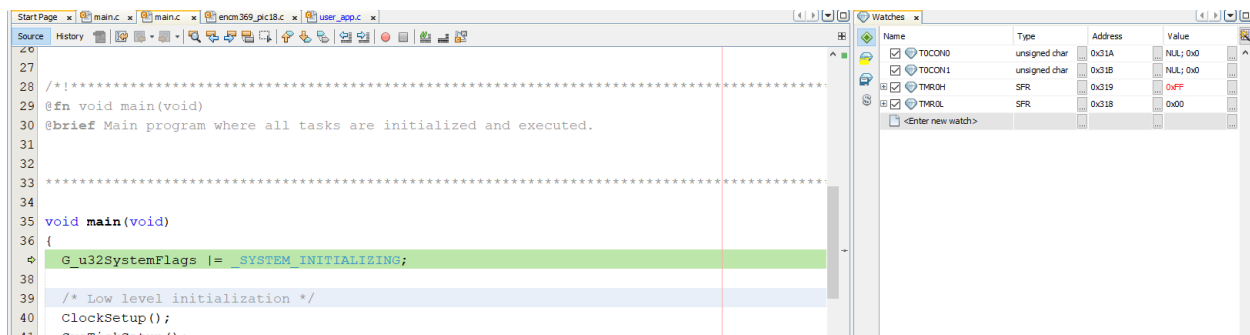 Start Page main.c main.c encm369_pic18.c user_app.c
Source History
26
27
28 /*!*********************************************************************************************
29 @fn void main(void)
30 @brief Main program where all tasks are initialized and executed.
31
32
33 *********************************************************************************************
34
35 void main(void)
36 {
G_u32SystemFlags |= _SYSTEM_INITIALIZING;
38
39 /* Low level initialization */
40 ClockSetup();
Watches
Name Type Address Value
T0CON0 unsigned char ... 0x31A ... NUL; 0x0 ...
T0CON1 unsigned char ... 0x31B ... NUL; 0x0 ...
TMR0H SFR ... 0x319 ... 0xFF ...
TMR0L SFR ... 0x318 ... 0x00 ...
<Enter new watch> ... ... ...